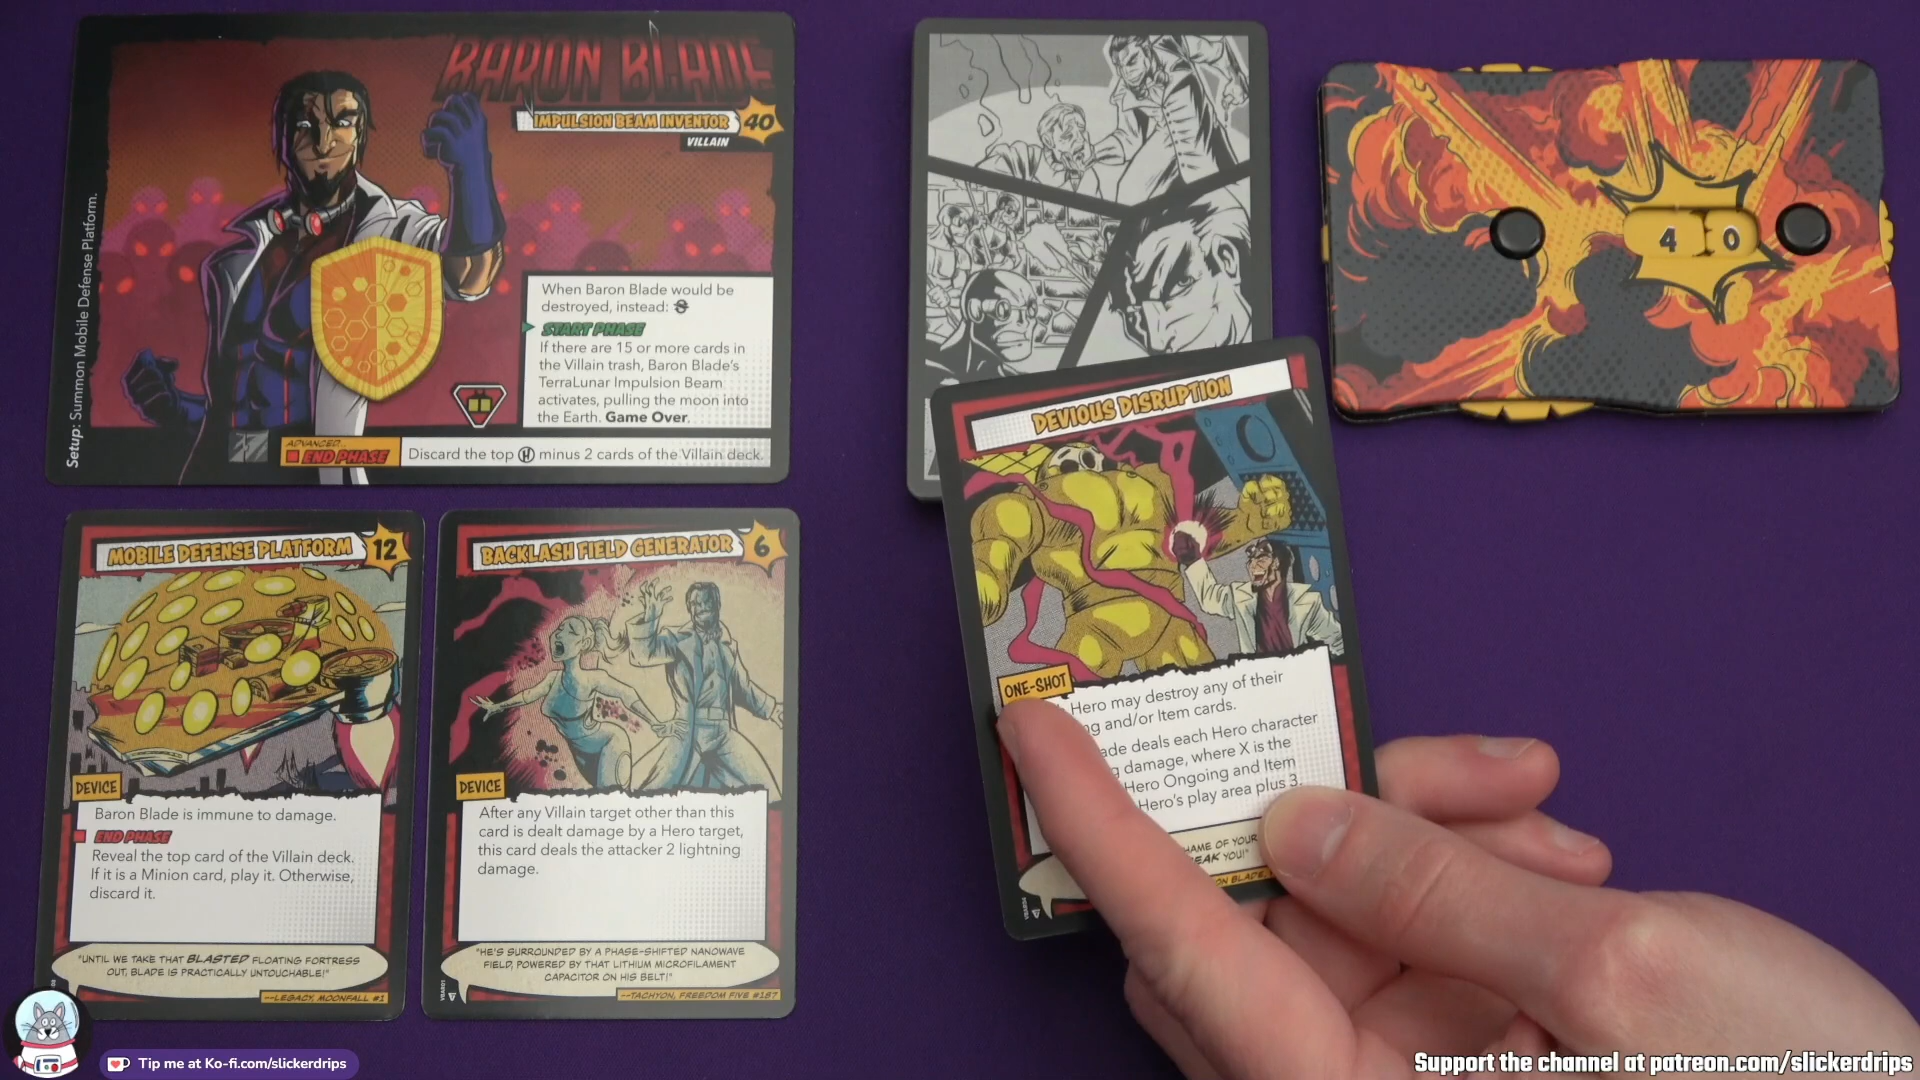 BARON BLADE
IMPULSION BEAM INVENTOR 40
VILLAIN
Setup: Summon Mobile Defense Platform.
When Baron Blade would be
destroyed, instead:
START PHASE
If there are 15 or more cards in
the Villain trash, Baron Blade's
TerraLunar Impulsion Beam
activates, pulling the moon into
the Earth. Game Over.
ADVANCED...
END PHASE
Discard the top H minus 2 cards of the Villain deck.
4 0
MOBILE DEFENSE PLATFORM 12
DEVICE
Baron Blade is immune to damage.
END PHASE
Reveal the top card of the Villain deck.
If it is a Minion card, play it. Otherwise,
discard it.
"UNTIL WE TAKE THAT BLASTED FLOATING FORTRESS
OUT, BLADE IS PRACTICALLY UNTOUCHABLE!"
--LEGACY, MOONFALL #1
BACKLASH FIELD GENERATOR 6
DEVICE
After any Villain target other than this
card is dealt damage by a Hero target,
this card deals the attacker 2 lightning
damage.
"HE'S SURROUNDED BY A PHASE-SHIFTED NANOWAVE
FIELD, POWERED BY THAT LITHIUM MICROFILAMENT
CAPACITOR ON HIS BELT!"
--TACHYON, FREEDOM FIVE #187
DEVIOUS DISRUPTION
ONE-SHOT
Hero may destroy any of their
and/or Item cards.
deals each Hero character
damage, where X is the
Hero Ongoing and Item
Hero's play area plus 3.
OF YOUR
YOU!"
BLADE,
Tip me at Ko-fi.com/slickerdrips
Support the channel at patreon.com/slickerdrips